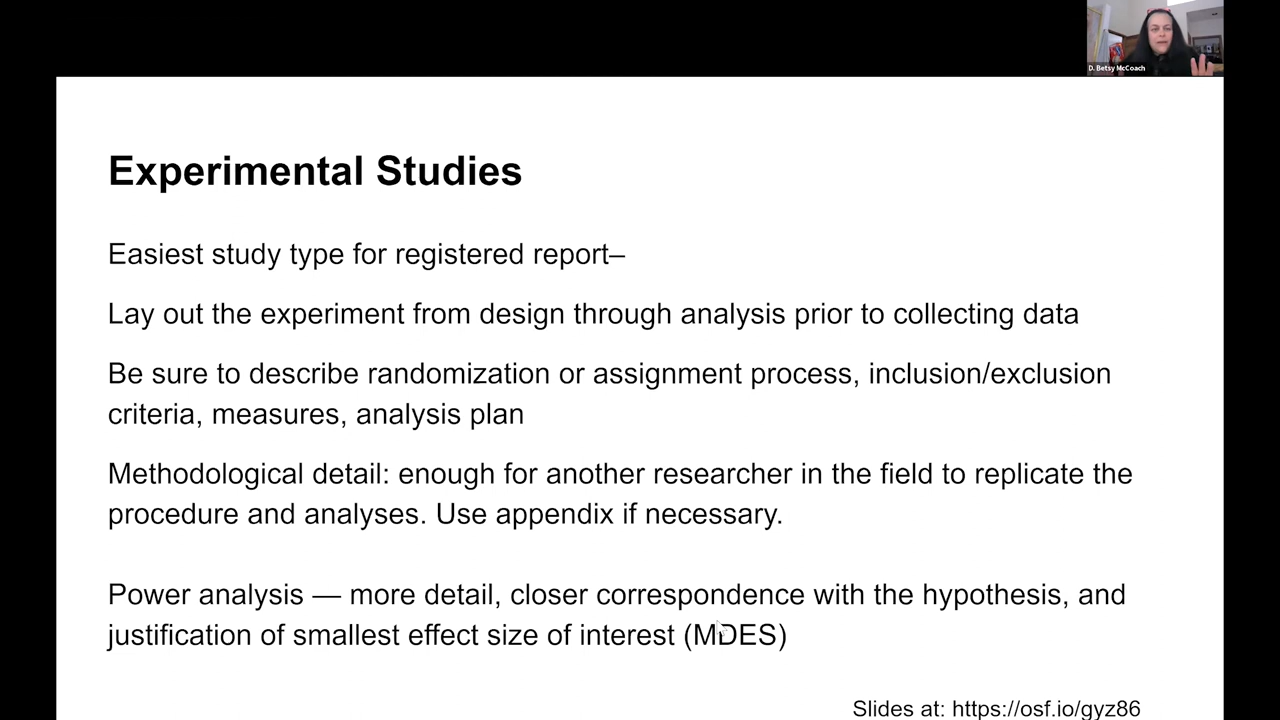 D. Betsy McCoach
Experimental Studies
Easiest study type for registered report–
Lay out the experiment from design through analysis prior to collecting data
Be sure to describe randomization or assignment process, inclusion/exclusion
criteria, measures, analysis plan
Methodological detail: enough for another researcher in the field to replicate the
procedure and analyses. Use appendix if necessary.
Power analysis — more detail, closer correspondence with the hypothesis, and
justification of smallest effect size of interest (MDES)
Slides at: https://osf.io/gyz86